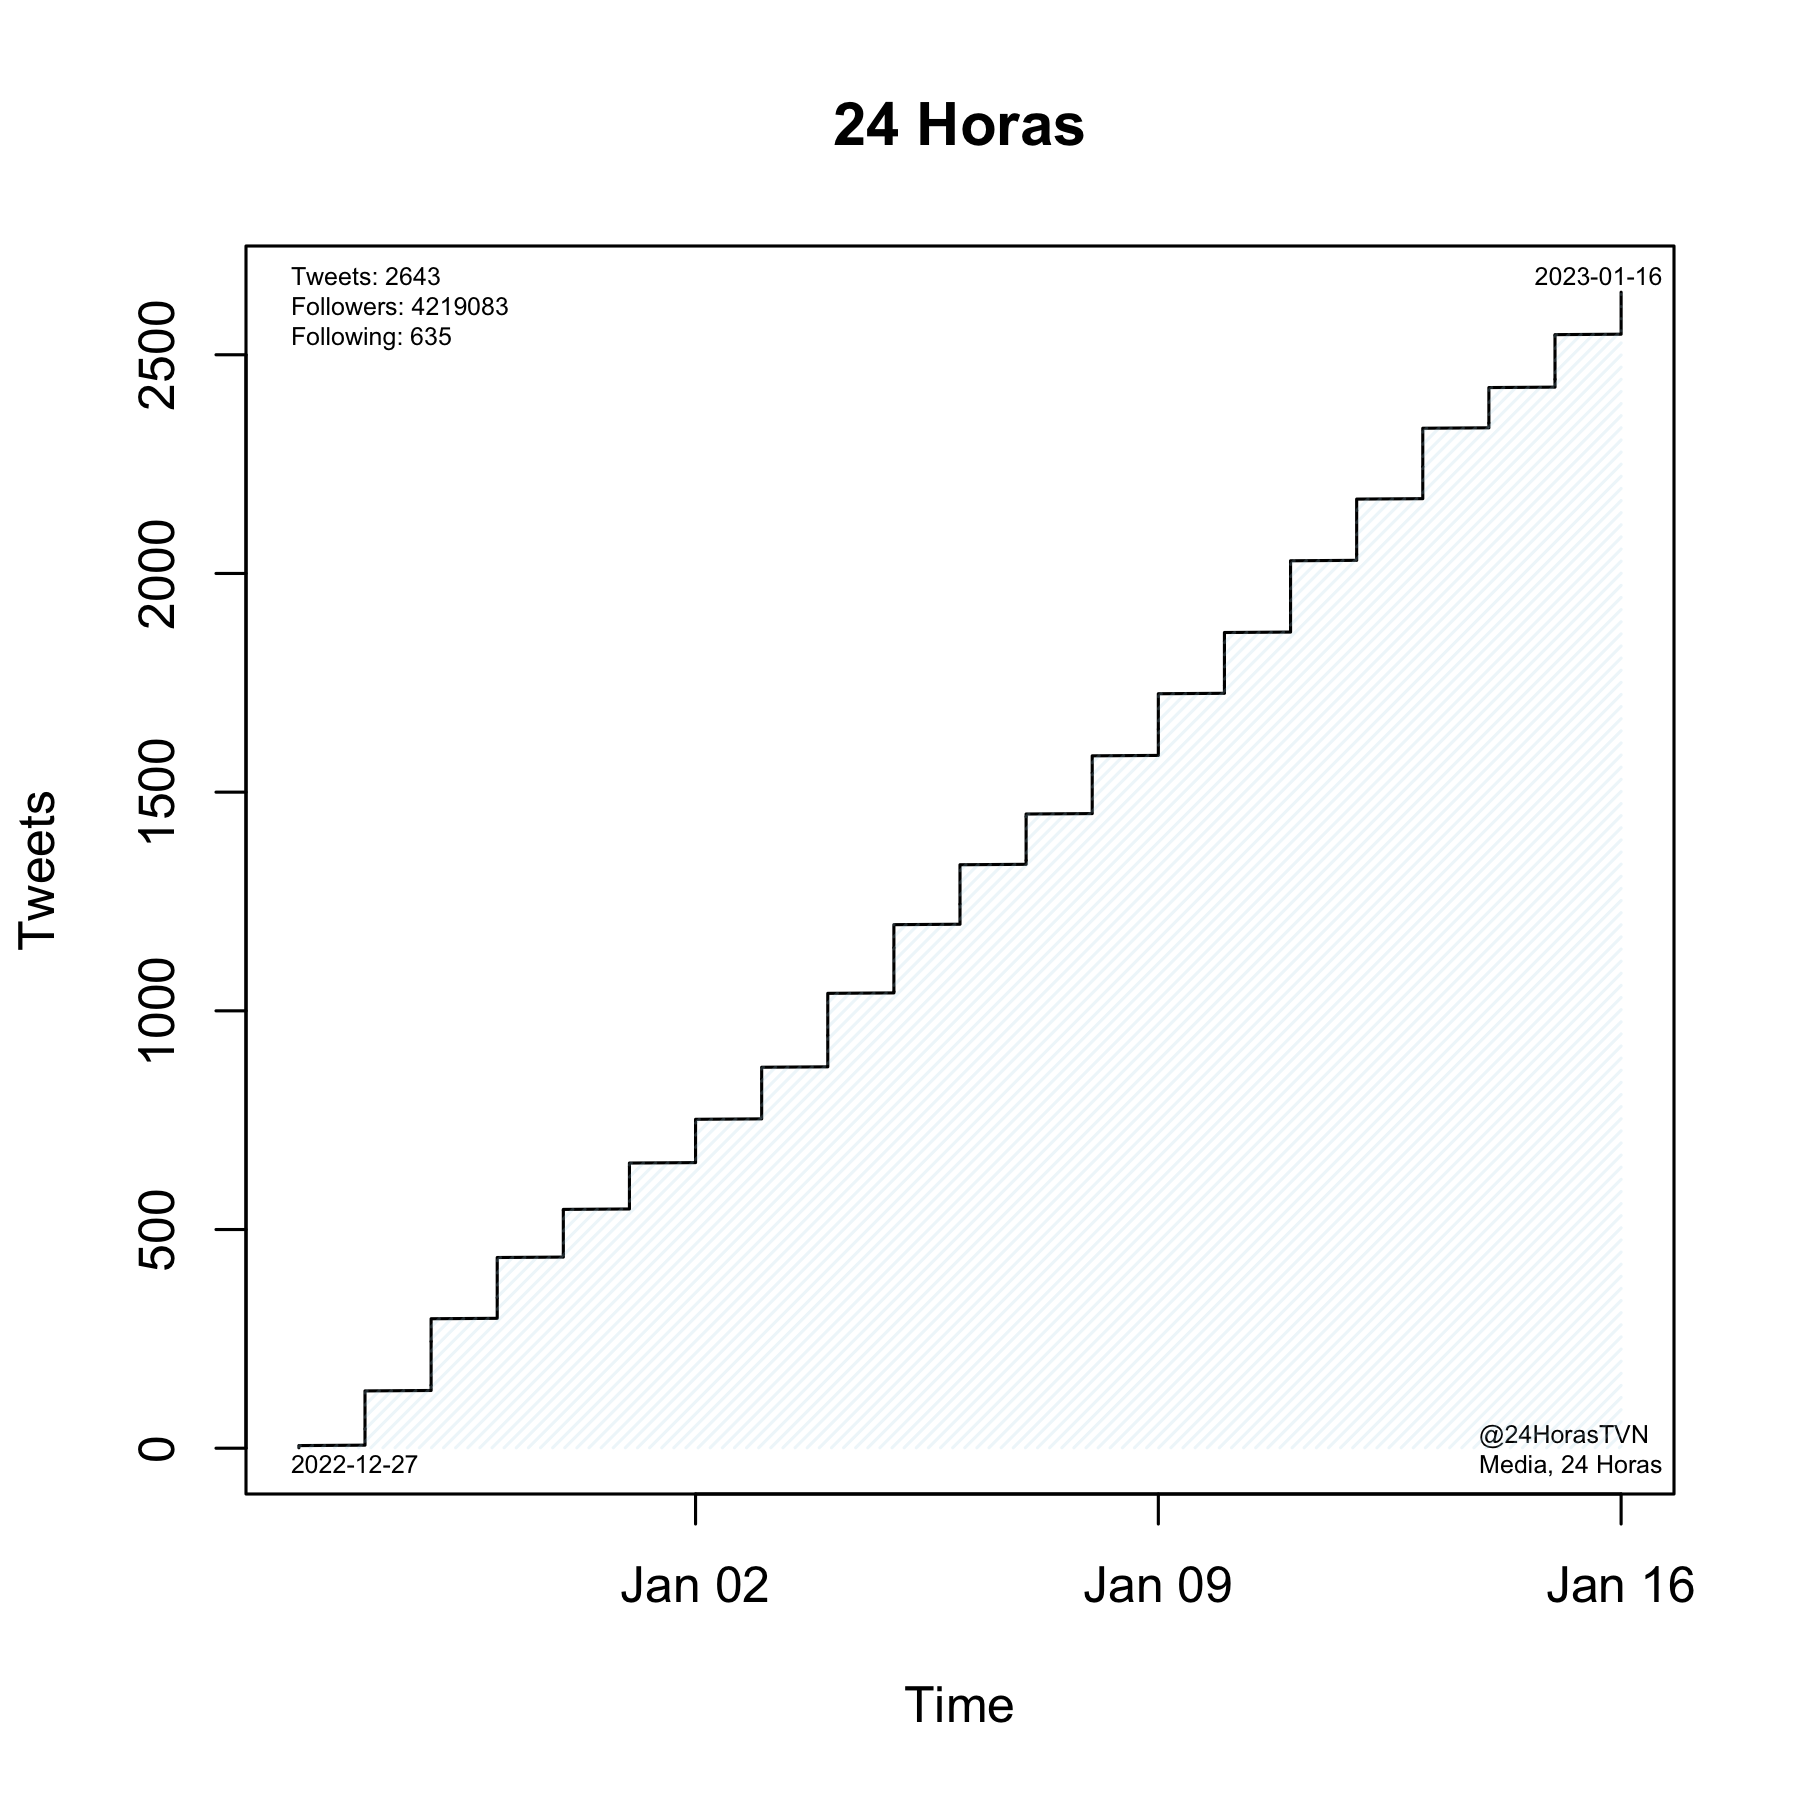 24 Horas
Tweets: 2643
Followers: 4219083
Following: 635
2023-01-16
2500
2000
1500
1000
500
0
Tweets
2022-12-27
@24HorasTVN
Media, 24 Horas
Jan 02
Jan 09
Jan 16
Time